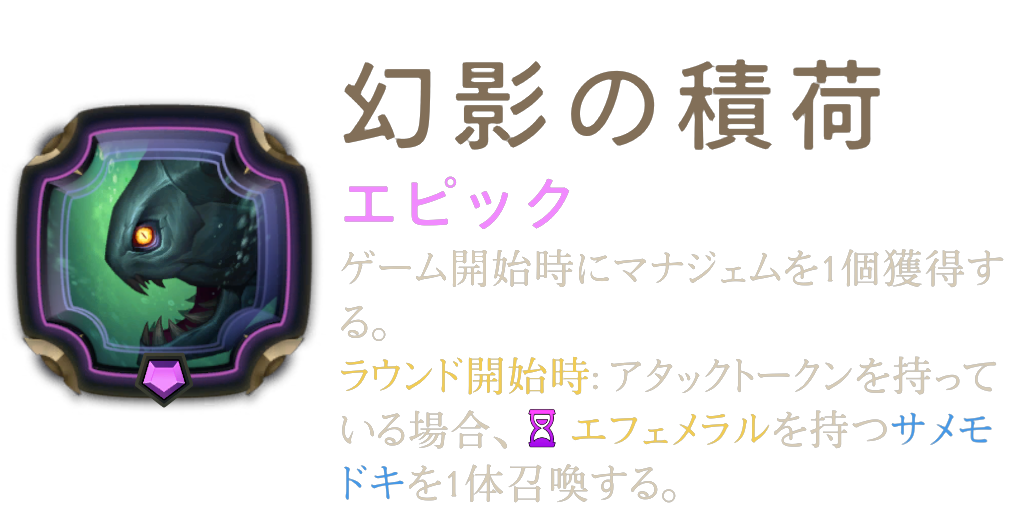 幻影の積荷
エピック
ゲーム開始時にマナジェムを1個獲得す
る。
ラウンド開始時: アタックトークンを持って
いる場合、エフェメラルを持つサメモ
ドキを1体召喚する。